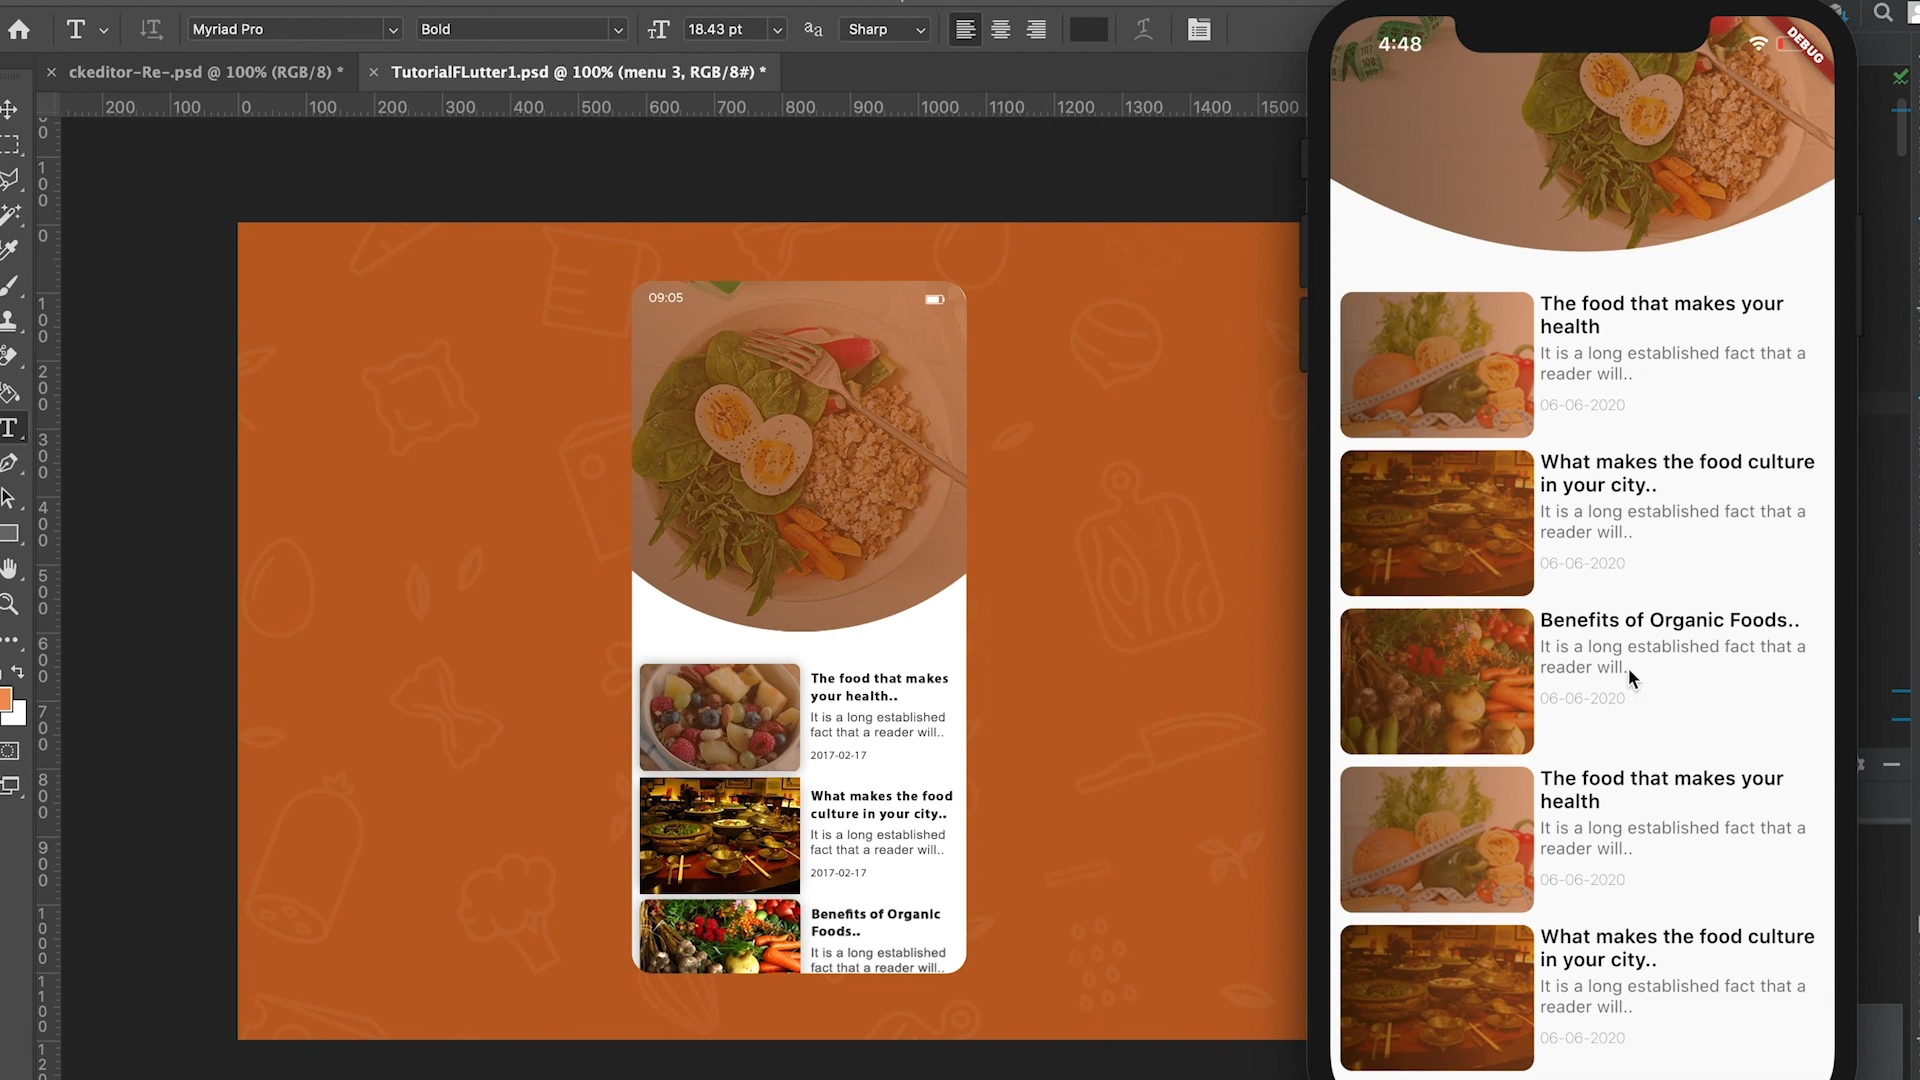 Myriad Pro
Bold
18.43 pt
Sharp
ckeditor-Re-.psd @ 100% (RGB/8) *
TutorialFLutter1.psd @ 100% (menu 3, RGB/8#) *
200 100 0 100 200 300 400 500 600 700 800 900 1000 1100 1200 1300 1400 1500
09:05
The food that makes
your health..
It is a long established
fact that a reader will..
2017-02-17
What makes the food
culture in your city..
It is a long established
fact that a reader will..
2017-02-17
Benefits of Organic
Foods..
It is a long established
fact that a reader will..
4:48
DEBUG
The food that makes your
health
It is a long established fact that a
reader will..
06-06-2020
What makes the food culture
in your city..
It is a long established fact that a
reader will..
06-06-2020
Benefits of Organic Foods..
It is a long established fact that a
reader will..
06-06-2020
The food that makes your
health
It is a long established fact that a
reader will..
06-06-2020
What makes the food culture
in your city..
It is a long established fact that a
reader will..
06-06-2020